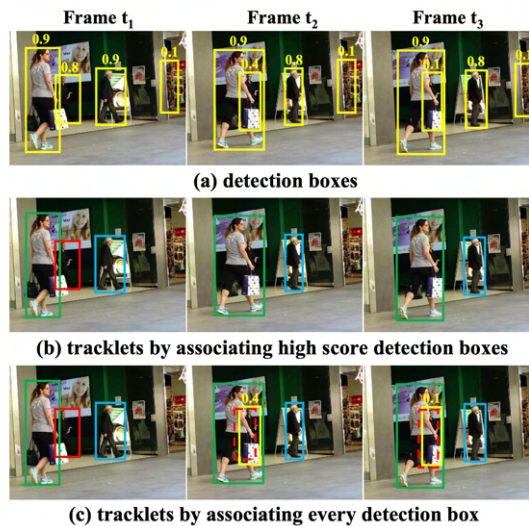 Frame t1 Frame t2 Frame t3
0.9 0.8 0.9 0.1 0.9 0.4 0.8 0.1 0.9 0.1 0.8
(a) detection boxes
(b) tracklets by associating high score detection boxes
0.4 0.1
(c) tracklets by associating every detection box